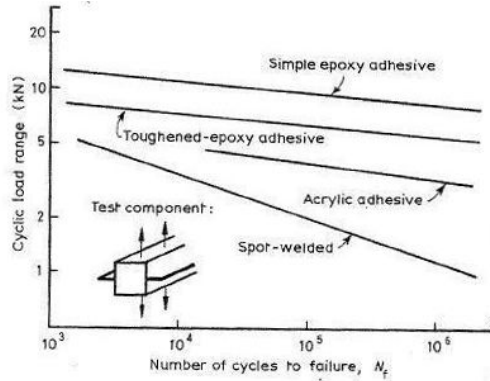 Cyclic load range (kN)
20
10
5
2
1
Simple epoxy adhesive
Toughened-epoxy adhesive
Acrylic adhesive
Test component:
Spot-welded
10³
10⁴
10⁵
10⁶
Number of cycles to failure, N_f